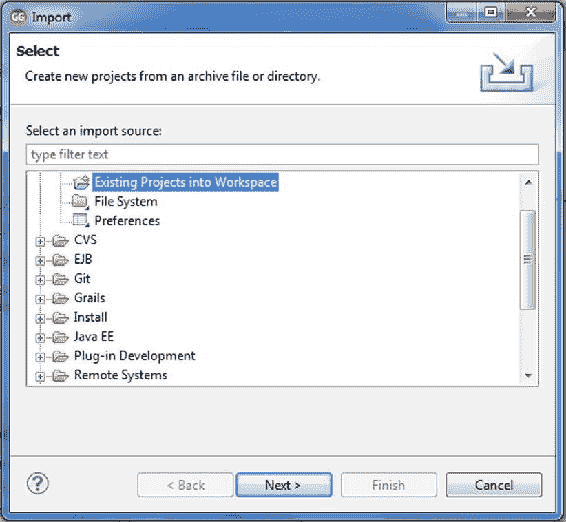 Import
Select
Create new projects from an archive file or directory.
Select an import source:
type filter text
Existing Projects into Workspace
File System
Preferences
CVS
EJB
Git
Grails
Install
Java EE
Plug-in Development
Remote Systems
< Back Next > Finish Cancel